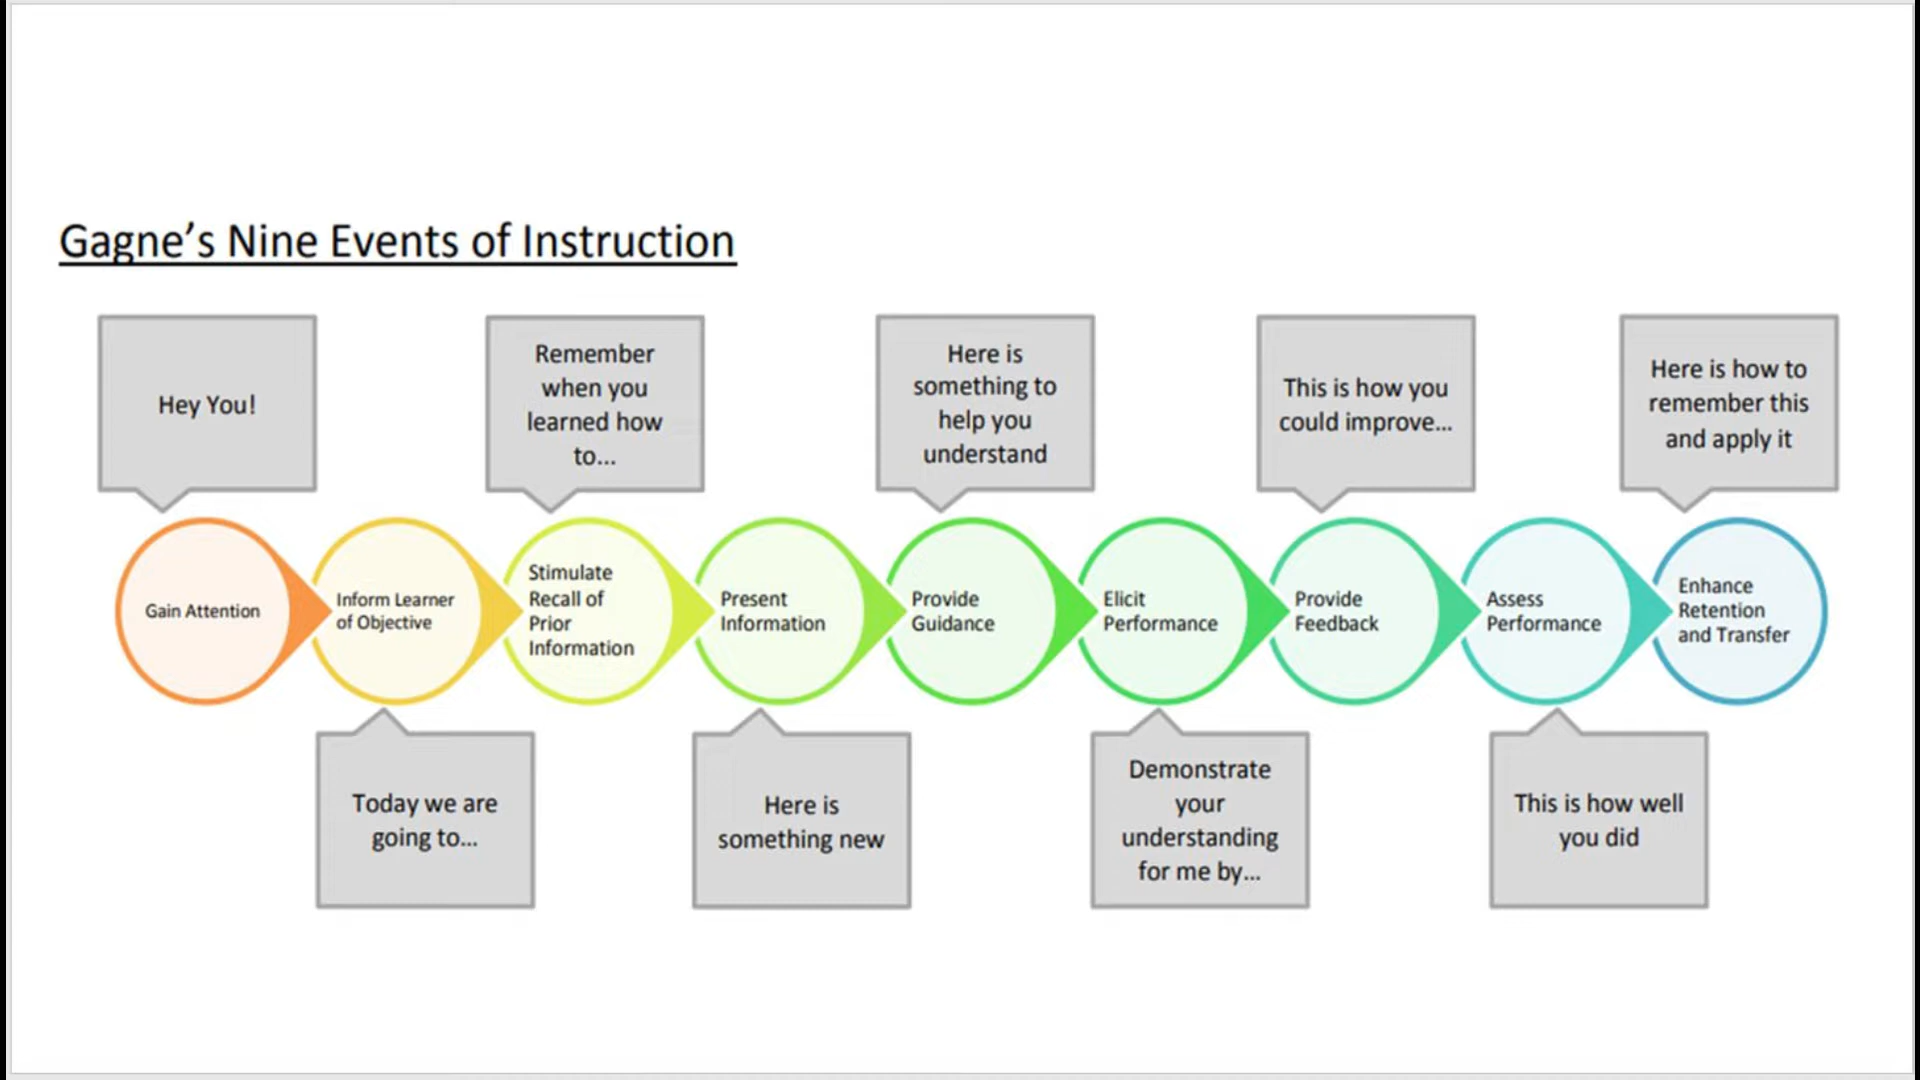 Gagne’s Nine Events of Instruction
Hey You!
Remember
when you
learned how
to...
Here is
something to
help you
understand
This is how you
could improve...
Here is how to
remember this
and apply it
Gain Attention
Inform Learner
of Objective
Stimulate
Recall of
Prior
Information
Present
Information
Provide
Guidance
Elicit
Performance
Provide
Feedback
Assess
Performance
Enhance
Retention
and Transfer
Today we are
going to...
Here is
something new
Demonstrate
your
understanding
for me by...
This is how well
you did